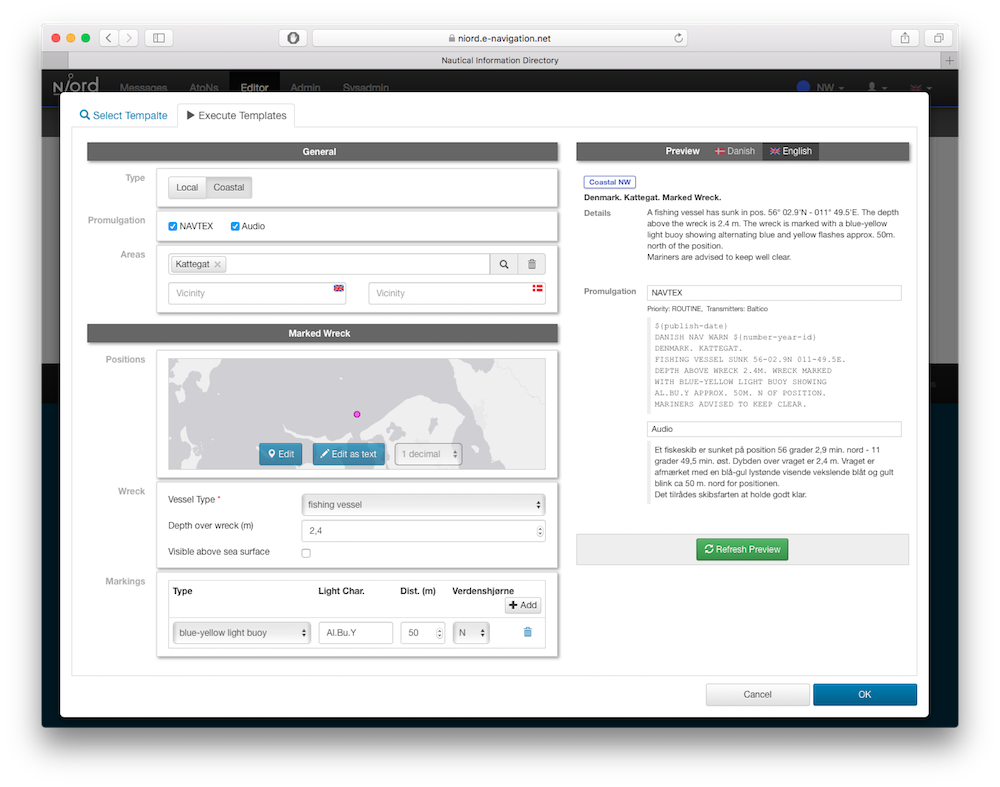 niord.e-navigation.net
Nautical Information Directory
Niord Messages AtoNs Editor Admin Sysadmin NW
Select Tempalte Execute Templates
General
Type Local Coastal
Promulgation NAVTEX Audio
Areas Kattegat ×
Vicinity Vicinity
Marked Wreck
Positions
Edit Edit as text 1 decimal
Wreck
Vessel Type * fishing vessel
Depth over wreck (m) 2,4
Visible above sea surface
Markings
Type Light Char. Dist. (m) Verdenshjørne
+ Add
blue-yellow light buoy Al.Bu.Y 50 N
Preview Danish English
Coastal NW
Denmark. Kattegat. Marked Wreck.
Details A fishing vessel has sunk in pos. 56° 02.9'N - 011° 49.5'E. The depth
above the wreck is 2.4 m. The wreck is marked with a blue-yellow
light buoy showing alternating blue and yellow flashes approx. 50m.
north of the position.
Mariners are advised to keep well clear.
Promulgation NAVTEX
Priority: ROUTINE, Transmitters: Baltico
${publish-date}
DANISH NAV WARN ${number-year-id}
DENMARK. KATTEGAT.
FISHING VESSEL SUNK 56-02.9N 011-49.5E.
DEPTH ABOVE WRECK 2.4M. WRECK MARKED
WITH BLUE-YELLOW LIGHT BUOY SHOWING
AL.BU.Y APPROX. 50M. N OF POSITION.
MARINERS ADVISED TO KEEP CLEAR.
Audio
Et fiskeskib er sunket på position 56 grader 2,9 min. nord - 11
grader 49,5 min. øst. Dybden over vraget er 2,4 m. Vraget er
afmærket med en blå-gul lystønde visende vekslende blåt og gult
blink ca 50 m. nord for positionen.
Det tilrådes skibsfarten at holde godt klar.
Refresh Preview
Cancel OK